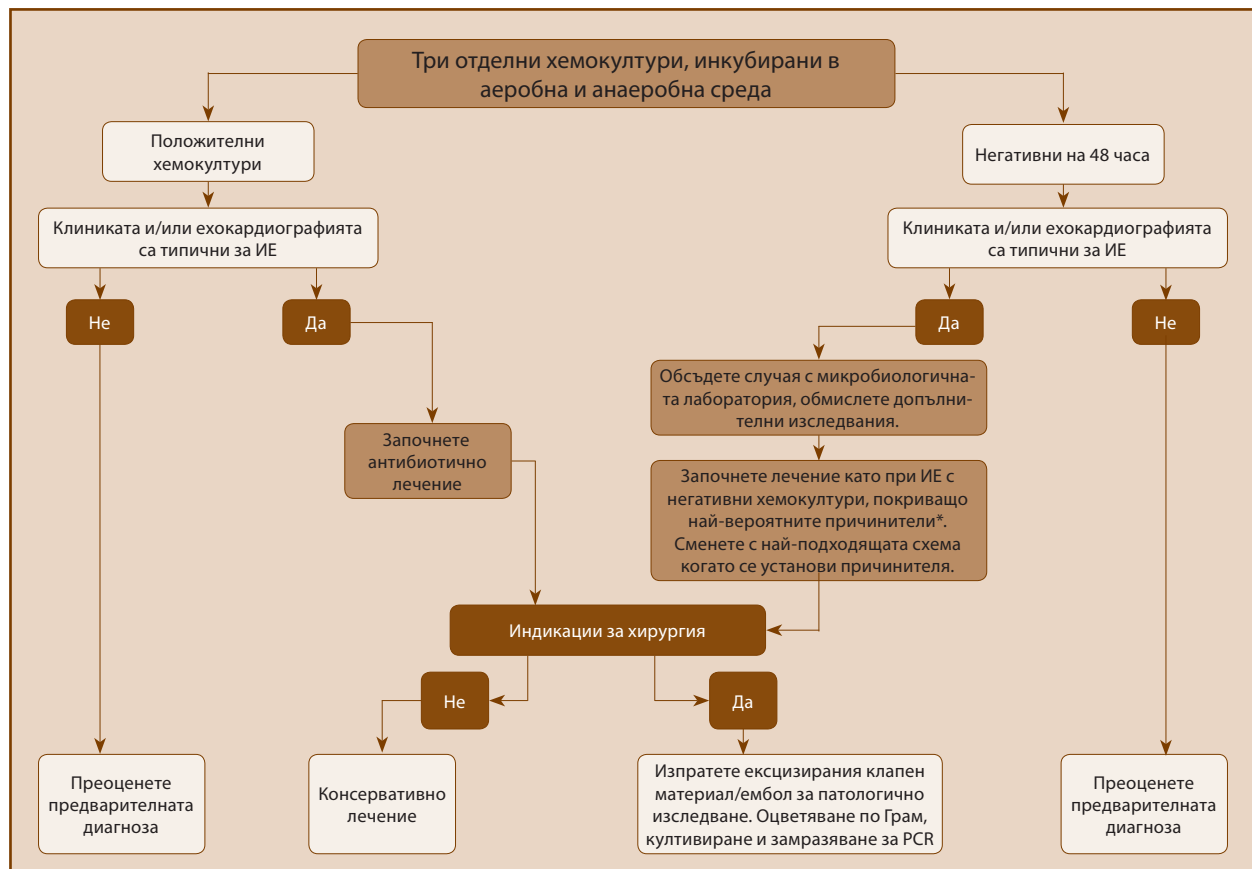 Три отделни хемокултури, инкубирани в
аеробна и анаеробна среда
Положителни
хемокултури
Негативни на 48 часа
Клиниката и/или ехокардиографията
са типични за ИЕ
Клиниката и/или ехокардиографията
са типични за ИЕ
Не
Да
Да
Не
Обсъдете случая с микробиологична-
та лаборатория, обмислете допълни-
телни изследвания.
Започнете
антибиотично
лечение
Започнете лечение като при ИЕ с
негативни хемокултури, покриващо
най-вероятните причинители*.
Сменете с най-подходящата схема
когато се установи причинителя.
Индикации за хирургия
Не
Да
Преоценете
предварителната
диагноза
Консервативно
лечение
Изпратете ексцизирания клапен
материал/ембол за патологично
изследване. Оцветяване по Грам,
култивиране и замразяване за PCR
Преоценете
предварителната
диагноза